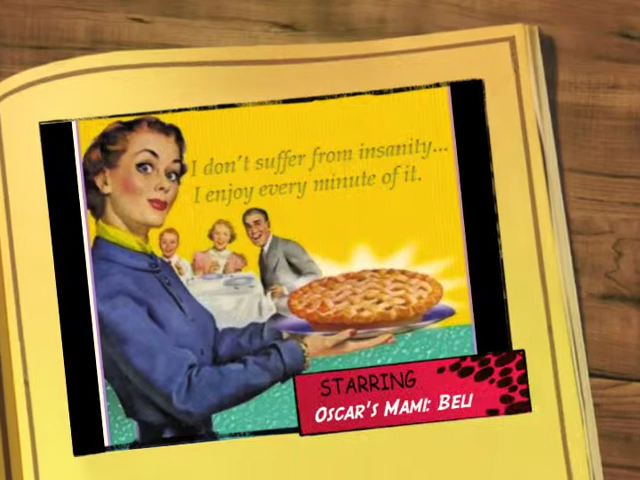 I don't suffer from insanity...
I enjoy every minute of it.
STARRING
OSCAR'S MAMI: BELI